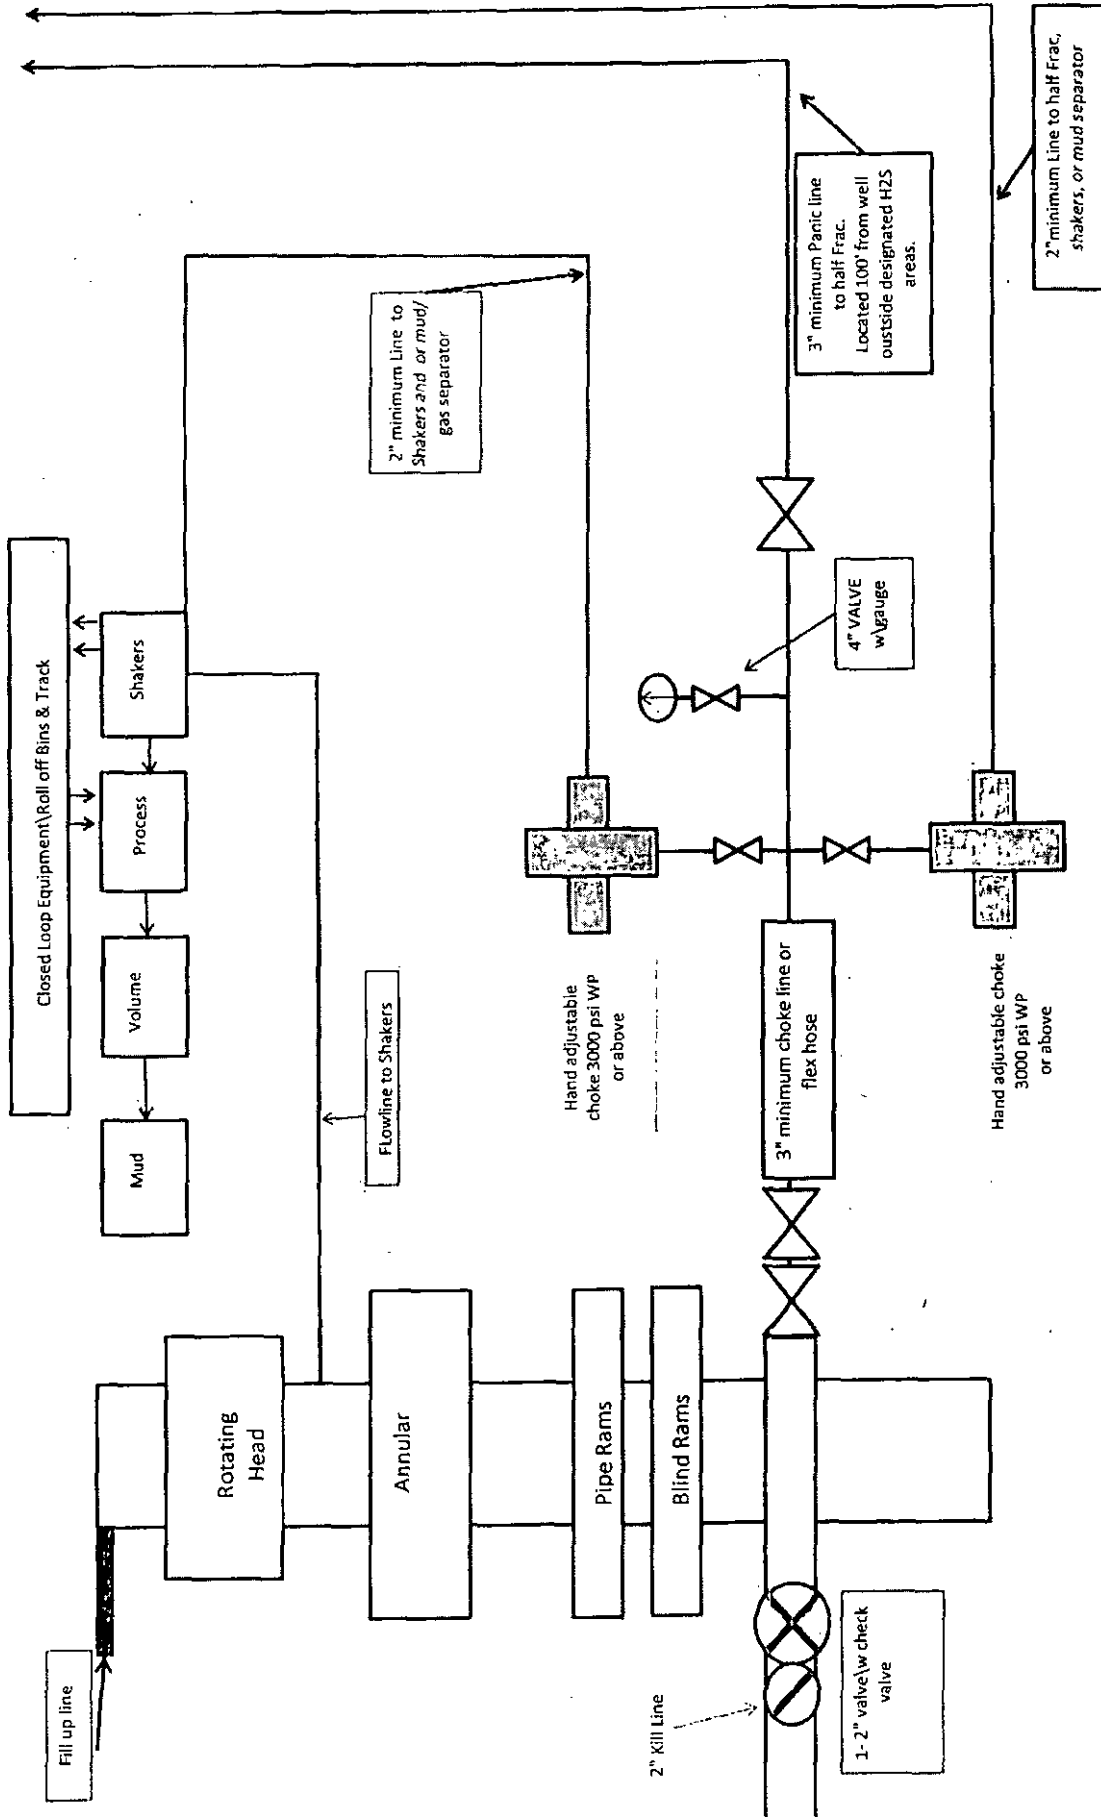 Fill up line
Rotating
Head
Annular
Pipe Rams
Blind Rams
2" Kill Line
1- 2" valve\w check
valve
Closed Loop Equipment\Roll off Bins & Track
Mud
Volume
Process
Shakers
FLowline to Shakers
Hand adjustable
choke 3000 psi WP
or above
3" minimum choke line or
flex hose
Hand adjustable choke
3000 psi WP
or above
2" minimum Line to
Shakers and or mud/
gas separator
4" VALVE
w\gauge
3" minimum Panic line
to half Frac.
Located 100' from well
oustside designated H2S
areas.
2"minimum Line to half Frac,
shakers, or mud separator